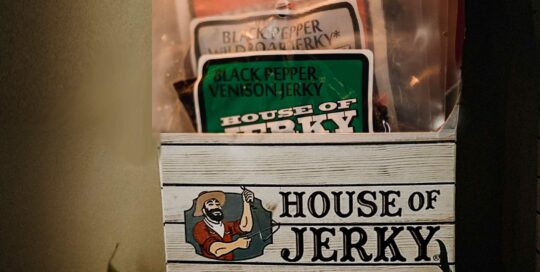 BLACK PEPPER
WILD BOAR JERKY*
BLACK PEPPER
VENISON JERKY
HOUSE OF
JERKY
HOUSE OF
JERKY®